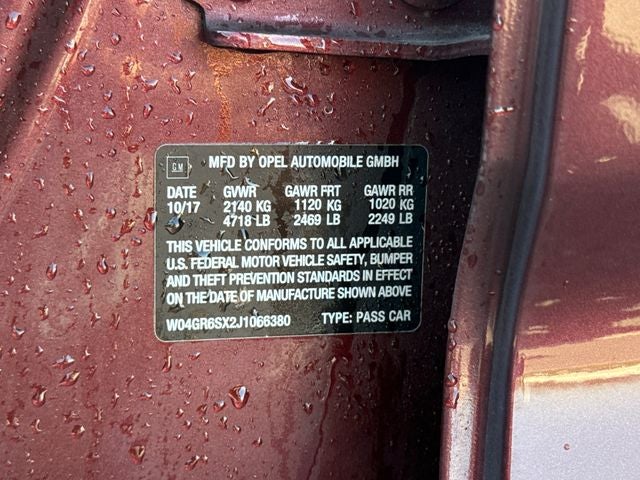 GM MFD BY OPEL AUTOMOBILE GMBH
DATE GVWR GAWR FRT GAWR RR
10/17 2140 KG 1120 KG 1020 KG
4718 LB 2469 LB 2249 LB
THIS VEHICLE CONFORMS TO ALL APPLICABLE
U.S. FEDERAL MOTOR VEHICLE SAFETY, BUMPER
AND THEFT PREVENTION STANDARDS IN EFFECT
ON THE DATE OF MANUFACTURE SHOWN ABOVE
W04GR6SX2J1066380 TYPE: PASS CAR